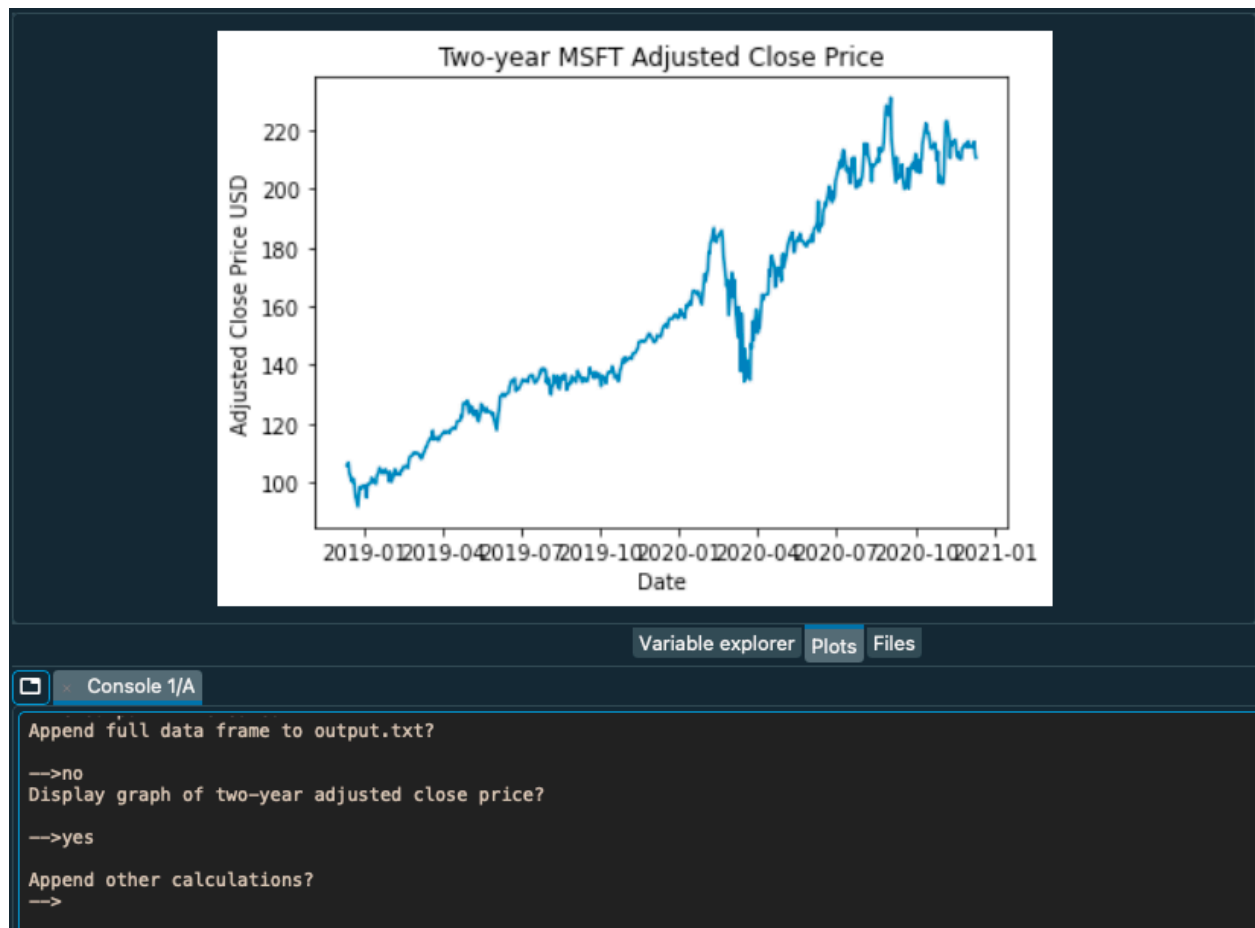 Two-year MSFT Adjusted Close Price
Adjusted Close Price USD
220
200
180
160
140
120
100
2019-01 2019-04 2019-07 2019-10 2020-01 2020-04 2020-07 2020-10 2021-01
Date
Variable explorer Plots Files
Console 1/A
Append full data frame to output.txt?
-->no
Display graph of two-year adjusted close price?
-->yes
Append other calculations?
-->